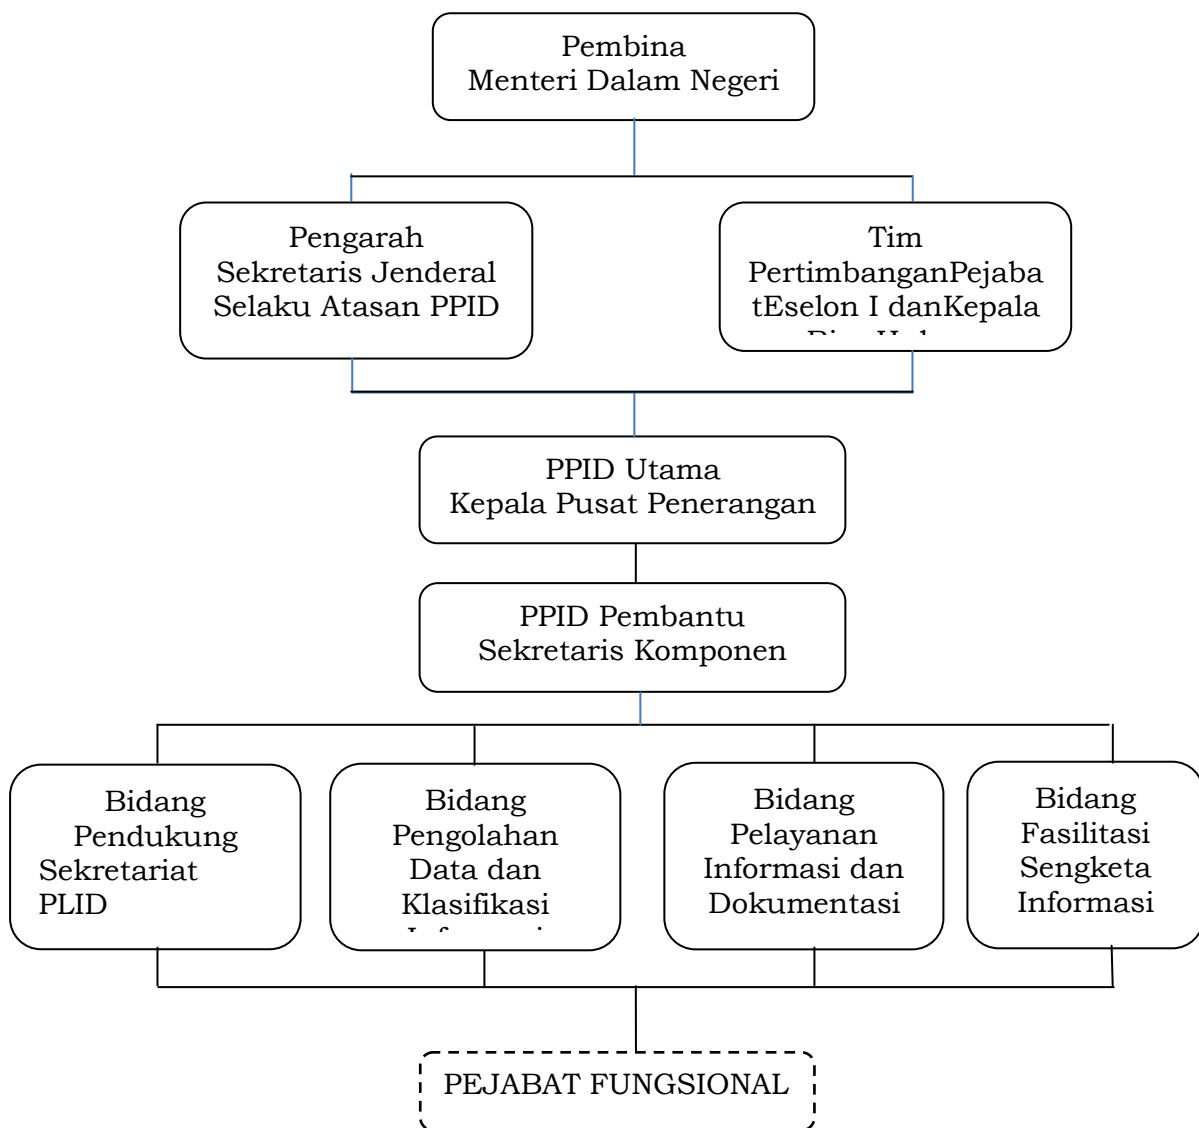 Pembina
Menteri Dalam Negeri
Pengarah
Sekretaris Jenderal
Selaku Atasan PPID
Tim
PertimbanganPejaba
tEselon I danKepala
PPID Utama
Kepala Pusat Penerangan
PPID Pembantu
Sekretaris Komponen
Bidang
Pendukung
Sekretariat
PLID
Bidang
Pengolahan
Data dan
Klasifikasi
Bidang
Pelayanan
Informasi dan
Dokumentasi
Bidang
Fasilitasi
Sengketa
Informasi
PEJABAT FUNGSIONAL